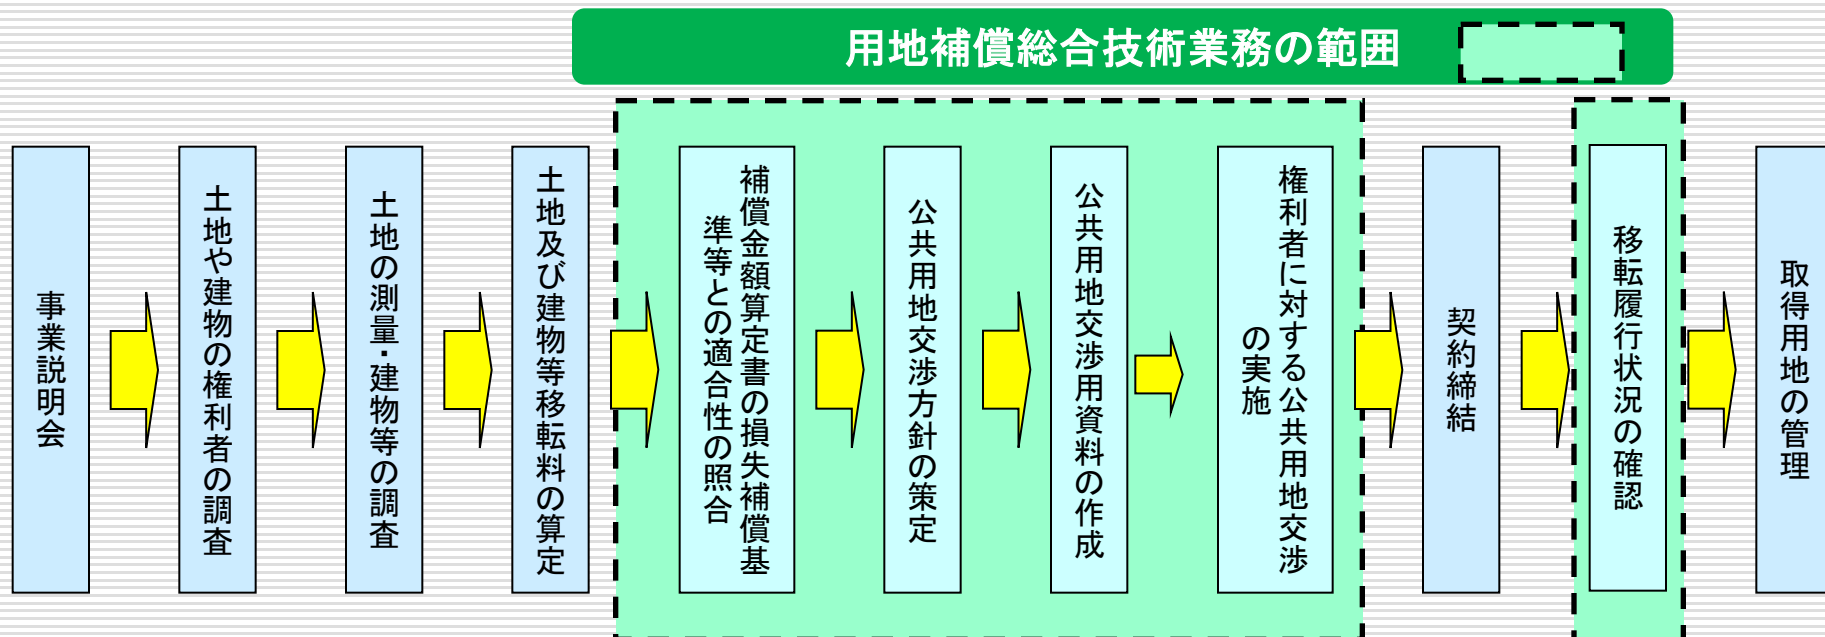 用地補償総合技術業務の範囲
事業説明会
土地や建物の権利者の調査
土地の測量・建物等の調査
土地及び建物等移転料の算定
補償金額算定書の損失補償基
準等との適合性の照合
公共用地交渉方針の策定
公共用地交渉用資料の作成
権利者に対する公共用地交渉
の実施
契約締結
移転履行状況の確認
取得用地の管理